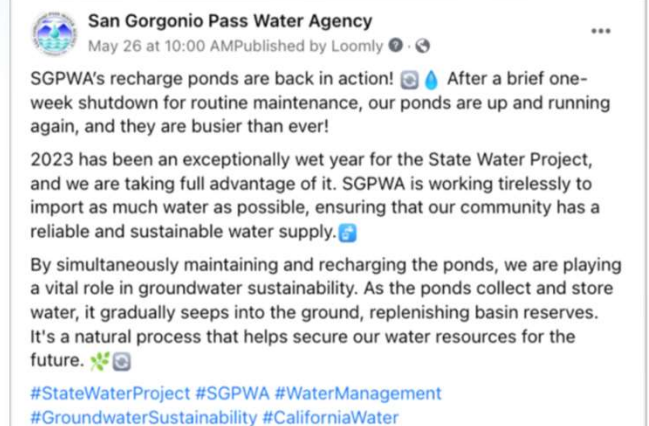 San Gorgonio Pass Water Agency
May 26 at 10:00 AMPublished by Loomly
SGPWA's recharge ponds are back in action! 🔄💧 After a brief one-
week shutdown for routine maintenance, our ponds are up and running
again, and they are busier than ever!
2023 has been an exceptionally wet year for the State Water Project,
and we are taking full advantage of it. SGPWA is working tirelessly to
import as much water as possible, ensuring that our community has a
reliable and sustainable water supply.🚰
By simultaneously maintaining and recharging the ponds, we are playing
a vital role in groundwater sustainability. As the ponds collect and store
water, it gradually seeps into the ground, replenishing basin reserves.
It's a natural process that helps secure our water resources for the
future. 🌿🔄
#StateWaterProject #SGPWA #WaterManagement
#GroundwaterSustainability #CaliforniaWater